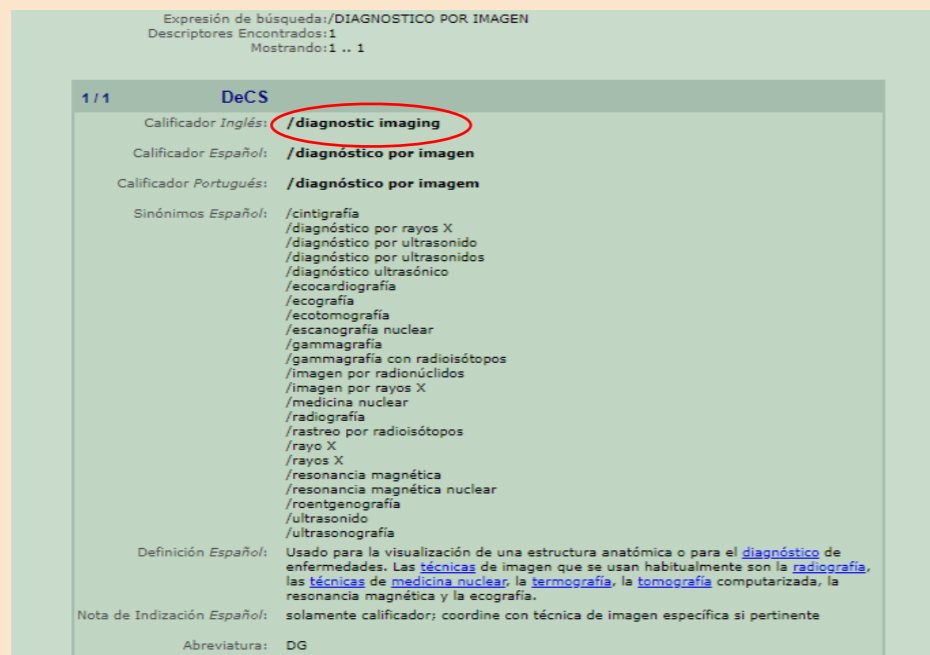 Expresión de búsqueda:/DIAGNOSTICO POR IMAGEN
Descriptores Encontrados:1
Mostrando:1 .. 1
1 / 1 DeCS
Calificador Inglés: /diagnostic imaging
Calificador Español: /diagnóstico por imagen
Calificador Portugués: /diagnóstico por imagem
Sinónimos Español: /cintigrafía
/diagnóstico por rayos X
/diagnóstico por ultrasonido
/diagnóstico por ultrasonidos
/diagnóstico ultrasónico
/ecocardiografía
/ecografía
/ecotomografía
/escanografía nuclear
/gammagrafía
/gammagrafía con radioisótopos
/imagen por radionúclidos
/imagen por rayos X
/medicina nuclear
/radiografía
/rastreo por radioisótopos
/rayo X
/rayos X
/resonancia magnética
/resonancia magnética nuclear
/roentgenografía
/ultrasonido
/ultrasonografía
Definición Español: Usado para la visualización de una estructura anatómica o para el diagnóstico de
enfermedades. Las técnicas de imagen que se usan habitualmente son la radiografía,
las técnicas de medicina nuclear, la termografía, la tomografía computarizada, la
resonancia magnética y la ecografía.
Nota de Indización Español: solamente calificador; coordine con técnica de imagen específica si pertinente
Abreviatura: DG